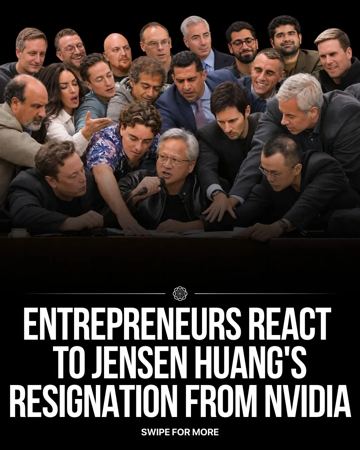 ENTREPRENEURS REACT
TO JENSEN HUANG'S
RESIGNATION FROM NVIDIA
SWIPE FOR MORE